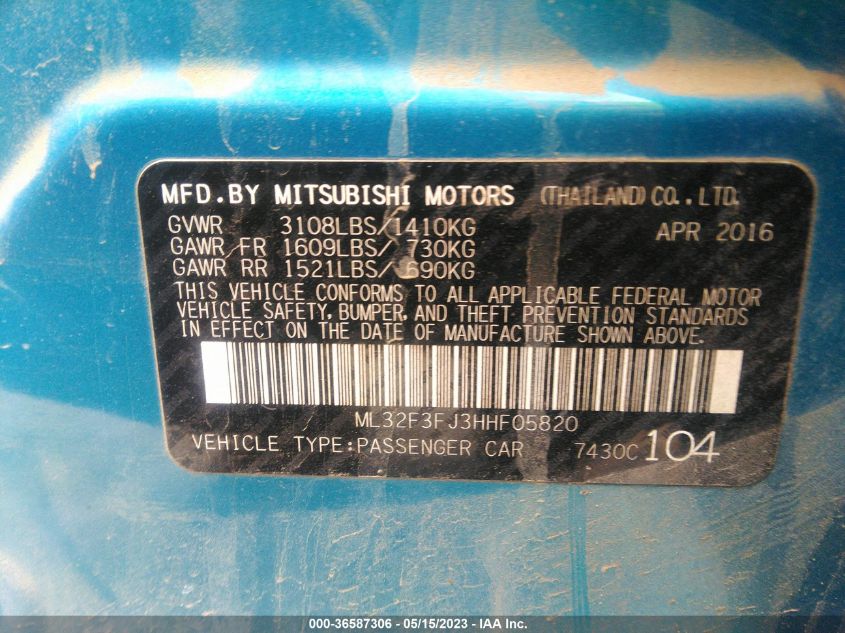 MFD.BY MITSUBISHI MOTORS (THAILAND)CO.,LTD.
GVWR 3108LBS/1410KG APR 2016
GAWR FR 1609LBS/ 730KG
GAWR RR 1521LBS/ 690KG
THIS VEHICLE CONFORMS TO ALL APPLICABLE FEDERAL MOTOR
VEHICLE SAFETY, BUMPER, AND THEFT PREVENTION STANDARDS
IN EFFECT ON THE DATE OF MANUFACTURE SHOWN ABOVE.
ML32F3FJ3HHF05820
VEHICLE TYPE:PASSENGER CAR 7430C 104
000-36587306 - 05/15/2023 - IAA Inc.